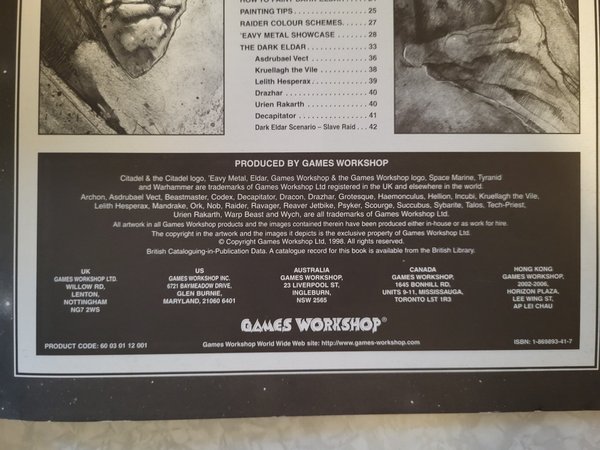 PAINTING TIPS . . . . . . . . . . . . . . . . . 25
RAIDER COLOUR SCHEMES. . . . . . 27
'EAVY METAL SHOWCASE . . . . . . . 28
THE DARK ELDAR . . . . . . . . . . . . . . . 33
Asdrubael Vect . . . . . . . . . . . . . . 36
Kruellagh the Vile . . . . . . . . . . . . 38
Lelith Hesperax . . . . . . . . . . . . . . 39
Drazhar . . . . . . . . . . . . . . . . . . . . 40
Urien Rakarth . . . . . . . . . . . . . . . 40
Decapitator . . . . . . . . . . . . . . . . . 41
Dark Eldar Scenario – Slave Raid . . . 42
PRODUCED BY GAMES WORKSHOP
Citadel & the Citadel logo, 'Eavy Metal, Eldar, Games Workshop & the Games Workshop logo, Space Marine, Tyranid
and Warhammer are trademarks of Games Workshop Ltd registered in the UK and elsewhere in the world.
Archon, Asdrubael Vect, Beastmaster, Codex, Decapitator, Dracon, Drazhar, Grotesque, Haemonculus, Hellion, Incubi, Kruellagh the Vile,
Lelith Hesperax, Mandrake, Ork, Nob, Raider, Ravager, Reaver Jetbike, Psyker, Scourge, Succubus, Sybarite, Talos, Tech-Priest,
Urien Rakarth, Warp Beast and Wych, are all trademarks of Games Workshop Ltd.
All artwork in all Games Workshop products and the images contained therein have been produced either in-house or as work for hire.
The copyright in the artwork and the images it depicts is the exclusive property of Games Workshop Ltd.
© Copyright Games Workshop Ltd, 1998. All rights reserved.
British Cataloguing-in-Publication Data. A catalogue record for this book is available from the British Library.
UK
GAMES WORKSHOP LTD.
WILLOW RD,
LENTON,
NOTTINGHAM
NG7 2WS
US
GAMES WORKSHOP INC.
6721 BAYMEADOW DRIVE,
GLEN BURNIE,
MARYLAND, 21060 6401
AUSTRALIA
GAMES WORKSHOP,
23 LIVERPOOL ST,
INGLEBURN,
NSW 2565
CANADA
GAMES WORKSHOP,
1645 BONHILL RD,
UNITS 9-11, MISSISSAUGA,
TORONTO L5T 1R3
HONG KONG
GAMES WORKSHOP,
2002-2006,
HORIZON PLAZA,
LEE WING ST,
AP LEI CHAU
GAMES WORKSHOP®
PRODUCT CODE: 60 03 01 12 001
Games Workshop World Wide Web site: http://www.games-workshop.com
ISBN: 1-869893-41-7